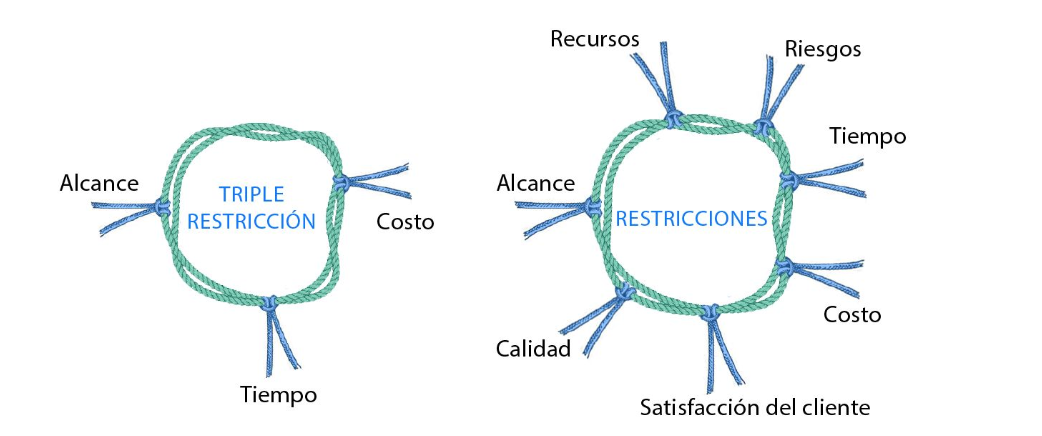 Alcance
TRIPLE
RESTRICCIÓN
Costo
Tiempo
Recursos
Riesgos
Tiempo
Alcance
RESTRICCIONES
Costo
Calidad
Satisfacción del cliente